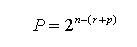 P = 2^{n-(r+p)}